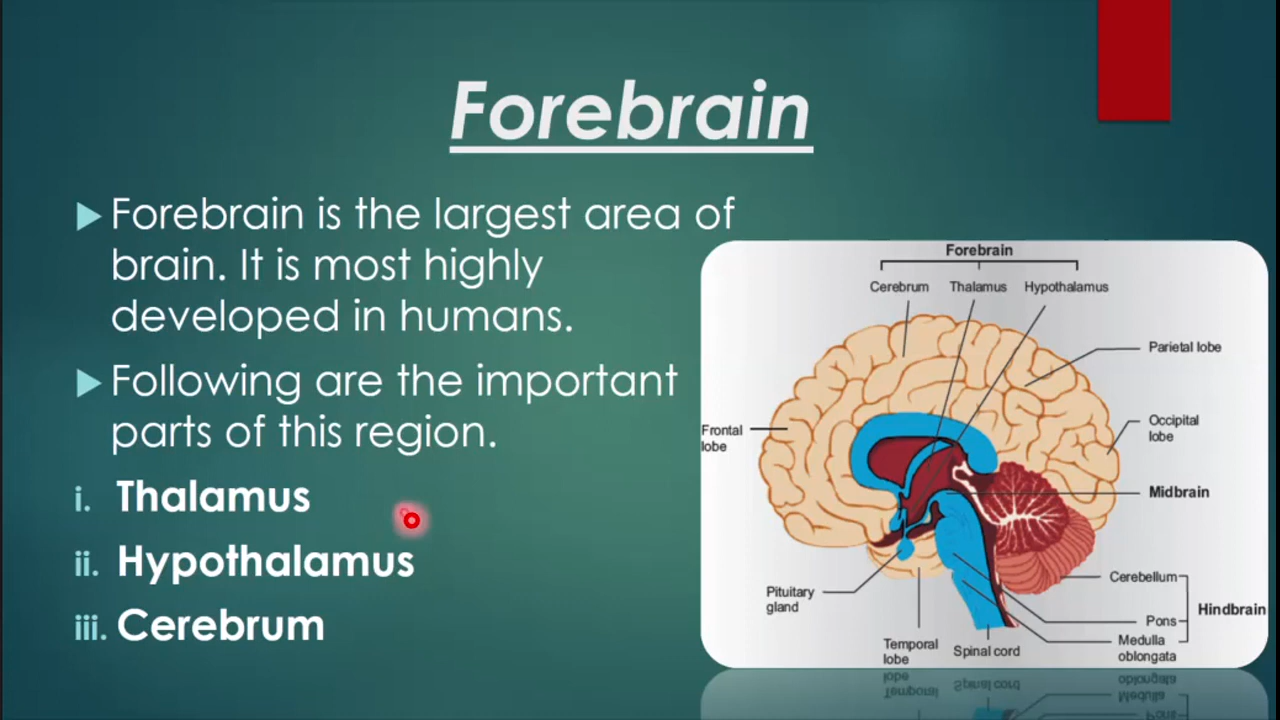 Forebrain
Forebrain is the largest area of
brain. It is most highly
developed in humans.
Following are the important
parts of this region.
i. Thalamus
ii. Hypothalamus
iii. Cerebrum
Forebrain
Cerebrum Thalamus Hypothalamus
Parietal lobe
Frontal
lobe
Occipital
lobe
Midbrain
Pituitary
gland
Cerebellum
Hindbrain
Pons
Medulla
oblongata
Temporal
lobe
Spinal cord